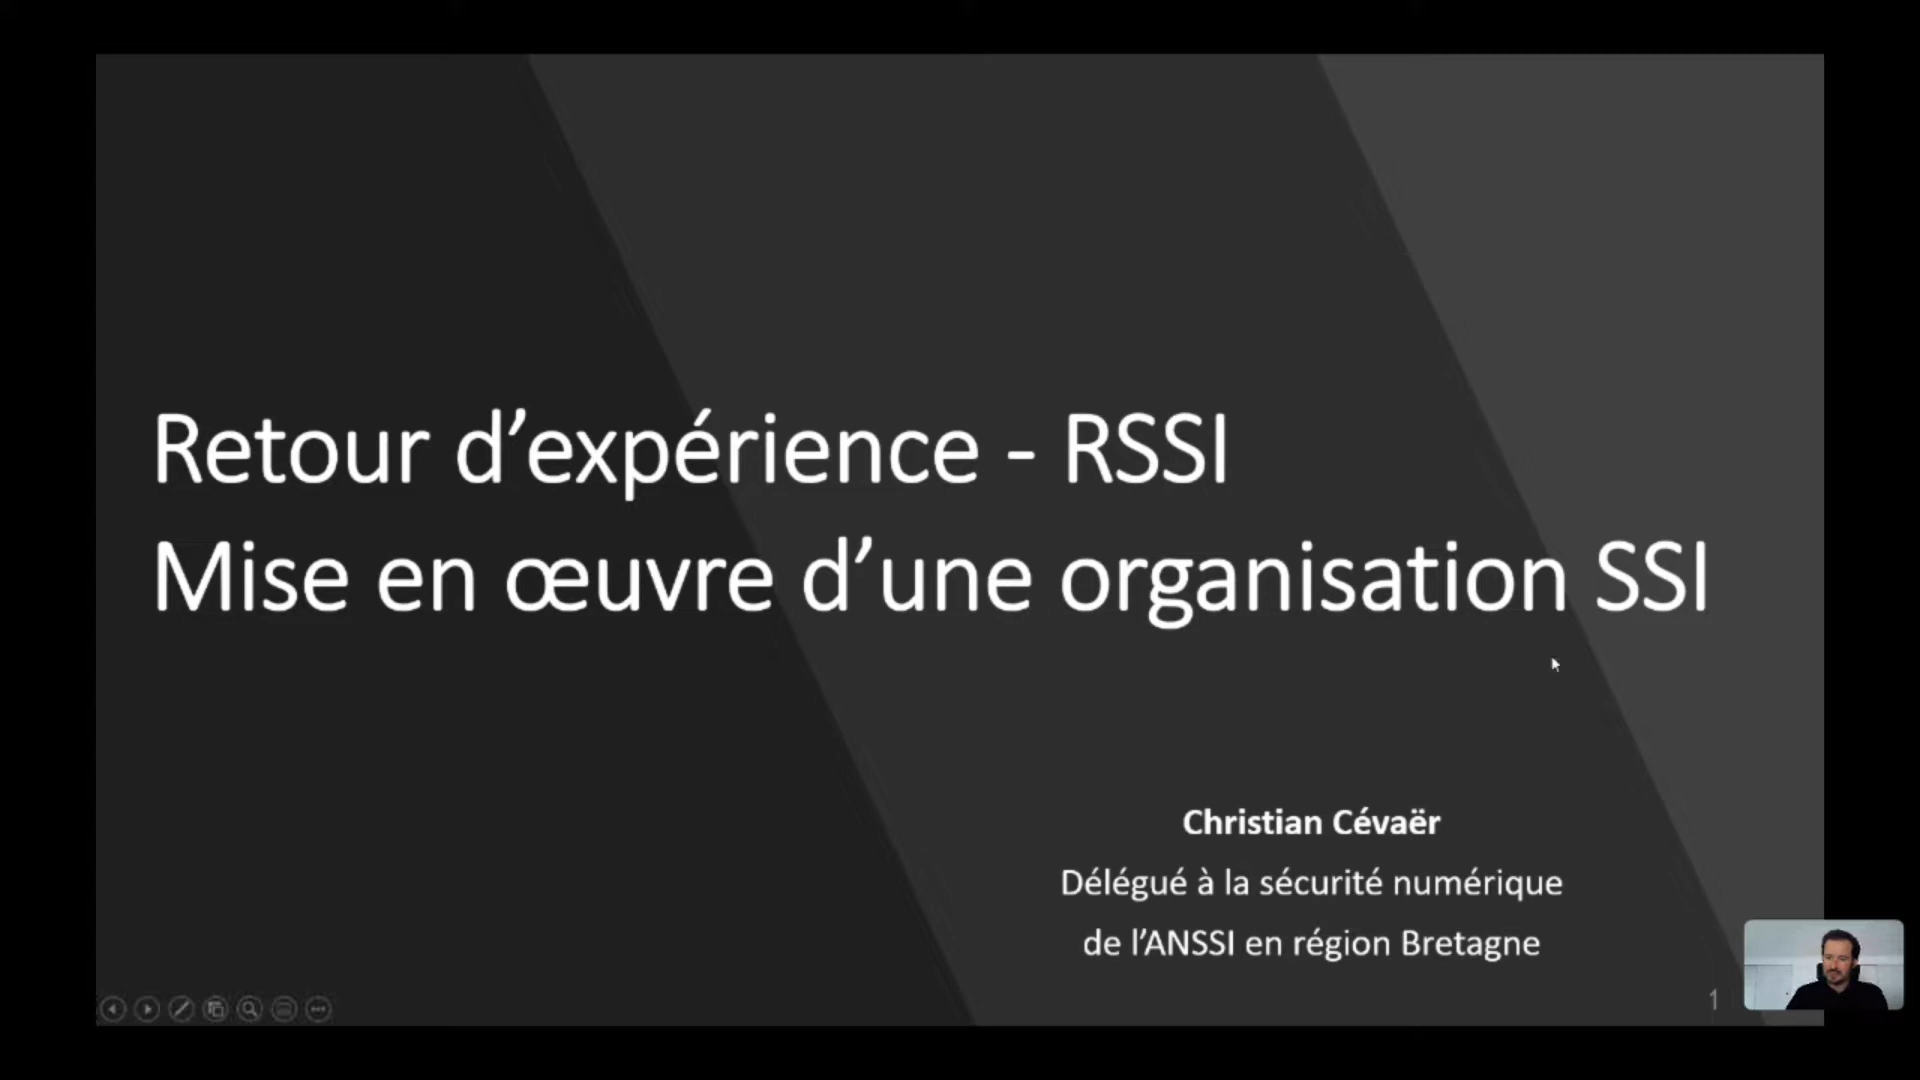 Retour d’expérience - RSSI
Mise en œuvre d’une organisation SSI
Christian Cévaër
Délégué à la sécurité numérique
de l’ANSSI en région Bretagne
1